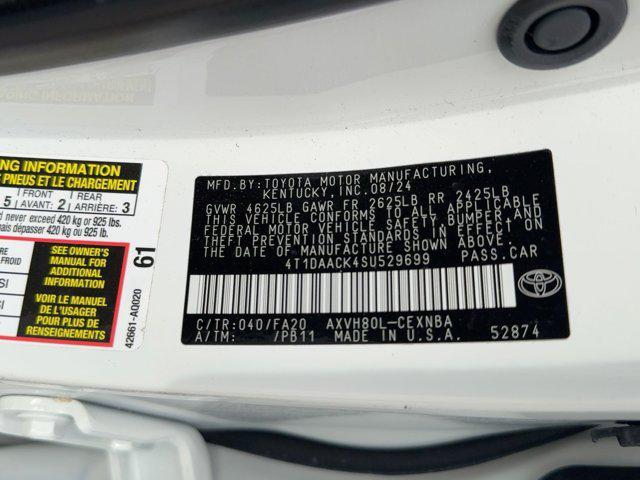 NG INFORMATION
PNEUS ET LE CHARGEMENT
5 FRONT AVANT: 2 REAR ARRIÈRE: 3
d never exceed 420 kg or 925 lbs.
mais dépasser 420 kg ou 925 lb.
SEE OWNER'S
MANUAL FOR
ADDITIONAL
INFORMATION
VOIR LE MANUEL
DE L'USAGER
POUR PLUS DE
RENSEIGNEMENTS
61
42661-A0020
MFD.BY:TOYOTA MOTOR MANUFACTURING,
KENTUCKY, INC.08/24
GVWR 4625LB GAWR FR 2625LB RR 2425LB
THIS VEHICLE CONFORMS TO ALL APPLICABLE
FEDERAL MOTOR VEHICLE SAFETY,BUMPER,AND
THEFT PREVENTION STANDARDS IN EFFECT ON
THE DATE OF MANUFACTURE SHOWN ABOVE.
4T1DAACK4SU529699 PASS.CAR
C/TR:040/FA20 AXVH80L-CEXNBA
A/TM: /PB11 MADE IN U.S.A. 52874